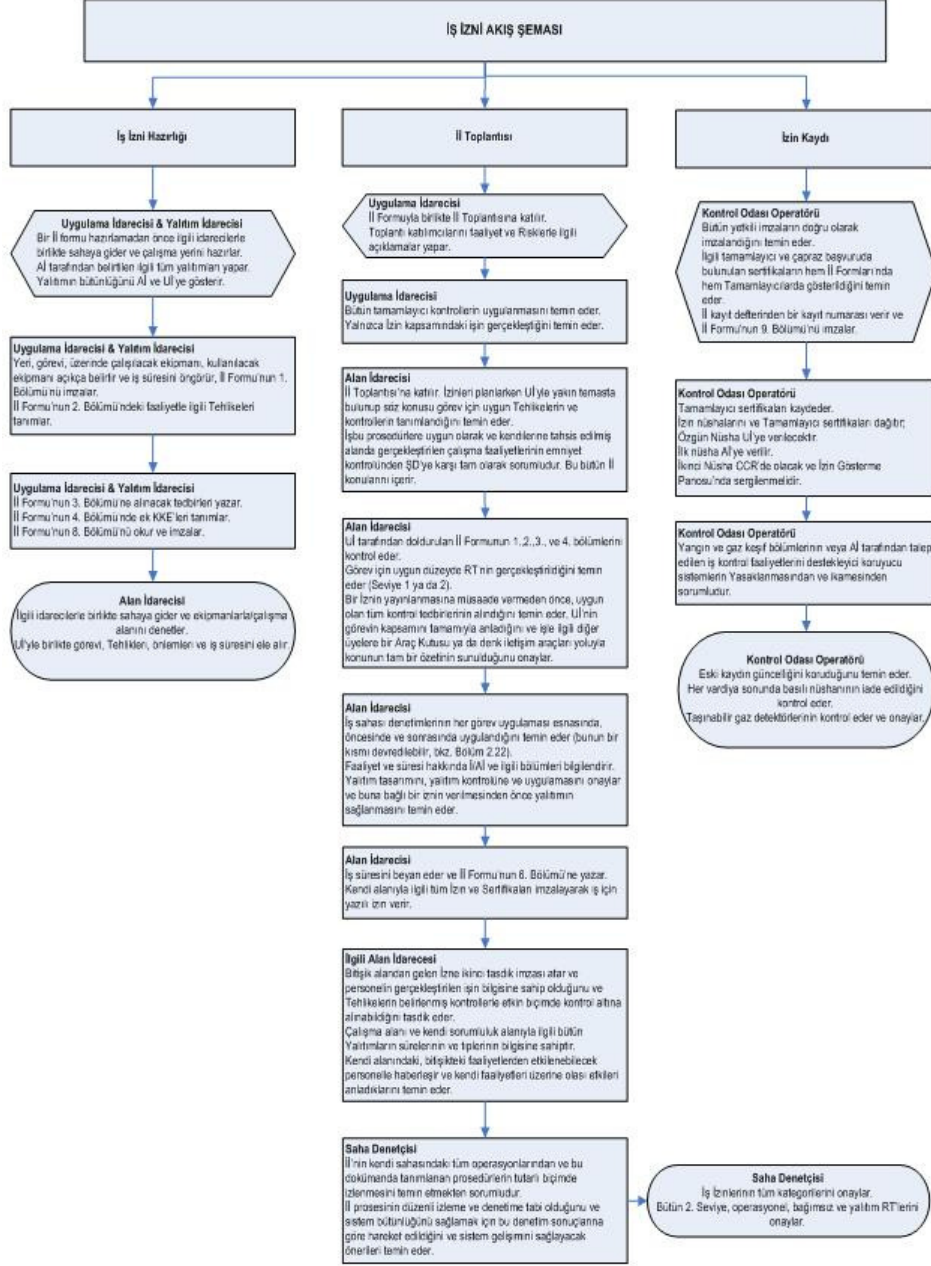 İŞ İZNİ AKIŞ ŞEMASI
İş İzni Hazırlığı
Uygulama İdarecisi & Yalıtım İdarecisi
Bir İİ formu hazırlamadan önce ilgili idarecilerle
birlikte sahaya gider ve çalışma yerini hazırlar.
Aİ tarafından belirtilen ilgili tüm yalıtımları yapar.
Yalıtımın bütünlüğünü Aİ ve Uİ'ye gösterir.
Uygulama İdarecisi & Yalıtım İdarecisi
Yeri, görevi, üzerinde çalışılacak ekipmanı, kullanılacak
ekipmanı açıkça belirtir ve iş süresini öngörür, İİ Formu'nun 1.
Bölümü'nü imzalar.
İİ Formu'nun 2. Bölümü'ndeki faaliyetle ilgili Tehlikeleri
tanımlar.
Uygulama İdarecisi & Yalıtım İdarecisi
İİ Formu'nun 3. Bölümü'ne alınacak tedbirleri yazar.
İİ Formu'nun 4. Bölümü'nde ek KKE'leri tanımlar.
İİ Formu'nun 8. Bölümü'nü okur ve imzalar.
Alan İdarecisi
İlgili idarecilerle birlikte sahaya gider ve ekipmanlarla/çalışma
alanını denetler.
Uİ'yle birlikte görevi, Tehlikleri, önlemleri ve iş süresini ele alır.
İİ Toplantısı
Uygulama İdarecisi
İİ Formuyla birlikte İİ Toplantısına katılır.
Toplantı katılımcılarını faaliyet ve Risklerle ilgili
açıklamalar yapar.
Uygulama İdarecisi
Bütün tamamlayıcı kontrollerin uygulanmasını temin eder.
Yalnızca İzin kapsamındaki işin gerçekleştiğini temin eder.
Alan İdarecisi
İİ Toplantısı'na katılır. İzinleri planlarken Uİ'yle yakın temasta
bulunup söz konusu görev için uygun Tehlikelerin ve
kontrollerin tanımlandığını temin eder.
İşbu prosedürlere uygun olarak ve kendilerine tahsis edilmiş
alanda gerçekleştirilen çalışma faaliyetlerinin emniyet
kontrolünden ŞD'ye karşı tam olarak sorumludur. Bu bütün İİ
konularını içerir.
Alan İdarecisi
Uİ tarafından doldurulan İİ Formunun 1.,2.,3., ve 4. bölümlerini
kontrol eder.
Görev için uygun düzeyde RT'nin gerçekleştirildiğini temin
eder (Seviye 1 ya da 2).
Bir İznin yayınlanmasına müsaade vermeden önce, uygun
olan tüm kontrol tedbirlerinin alındığını temin eder, Uİ'nin
görevin kapsamını tamamıyla anladığını ve işle ilgili diğer
üyelere bir Araç Kutusu ya da denk iletişim araçları yoluyla
konunun tam bir özetinin sunulduğunu onaylar.
Alan İdarecisi
İş sahası denetimlerinin her görev uygulaması esnasında,
öncesinde ve sonrasında uygulandığını temin eder (bunun bir
kısmı devredilebilir, bkz. Bölüm 2.22).
Faaliyet ve süresi hakkında İlAİ ve ilgili bölümleri bilgilendirir.
Yalıtım tasarımını, yalıtım kontrolüne ve uygulamasını onaylar
ve buna bağlı bir iznin verilmesinden önce yalıtımın
sağlanmasını temin eder.
Alan İdarecisi
İş süresini beyan eder ve İİ Formu'nun 6. Bölümü'ne yazar.
Kendi alanıyla ilgili tüm İzin ve Sertifikaları imzalayarak iş için
yazılı izin verir.
İlgili Alan İdarecesi
Bitişik alandan gelen İzne ikinci tasdik imzası atar ve
personelin gerçekleştirilen işin bilgisine sahip olduğunu ve
Tehlikelerin belirlenmiş kontrollerle etkin biçimde kontrol altına
alınabildiğini tasdik eder.
Çalışma alanı ve kendi sorumluluk alanıyla ilgili bütün
Yalıtımların sürelerinin ve tiplerinin bilgisine sahiptir.
Kendi alanındaki, bitişikteki faaliyetlerden etkilenebilecek
personelle haberleşir ve kendi faaliyetleri üzerine olası etkileri
anladıklarını temin eder.
Saha Denetçisi
İİ'nin kendi sahasındaki tüm operasyonlarından ve bu
dokümanda tanımlanan prosedürlerin tutarlı biçimde
izlenmesini temin etmekten sorumludur.
İİ prosesinin düzenli izleme ve denetime tabi olduğunu ve
sistem bütünlüğünü sağlamak için bu denetim sonuçlarına
göre hareket edildiğini ve sistem gelişimini sağlayacak
önerileri temin eder.
Saha Denetçisi
İş İzinlerinin tüm kategorilerini onaylar.
Bütün 2. Seviye, operasyonel, bağımsız ve yalıtım RT'lerini
onaylar.
İzin Kaydı
Kontrol Odası Operatörü
Bütün yetkili imzaların doğru olarak
imzalandığını temin eder.
İlgili tamamlayıcı ve çapraz başvuruda
bulunulan sertifikaların hem İİ Formları'nda
hem Tamamlayıcılarda gösterildiğini temin
eder.
İİ kayıt defterinden bir kayıt numarası verir ve
İİ Formu'nun 9. Bölümü'nü imzalar.
Kontrol Odası Operatörü
Tamamlayıcı sertifikaları kaydeder.
İzin nüshalarını ve Tamamlayıcı sertifikaları dağıtır;
Özgün Nüsha Uİ'ye verilecektir.
İlk nüsha Aİ'ye verilir.
İkinci Nüsha CCR'de olacak ve İzin Gösterme
Panosu'nda sergilenmelidir.
Kontrol Odası Operatörü
Yangın ve gaz keşif bölümlerinin veya Aİ tarafından talep
edilen iş kontrol faaliyetlerini destekleyici koruyucu
sistemlerin Yasaklanmasından ve ikamesinden
sorumludur.
Kontrol Odası Operatörü
Eski kaydın güncelliğini koruduğunu temin eder.
Her vardiya sonunda basılı nüshanının iade edildiğini
kontrol eder.
Taşınabilir gaz detektörlerinin kontrol eder ve onaylar.